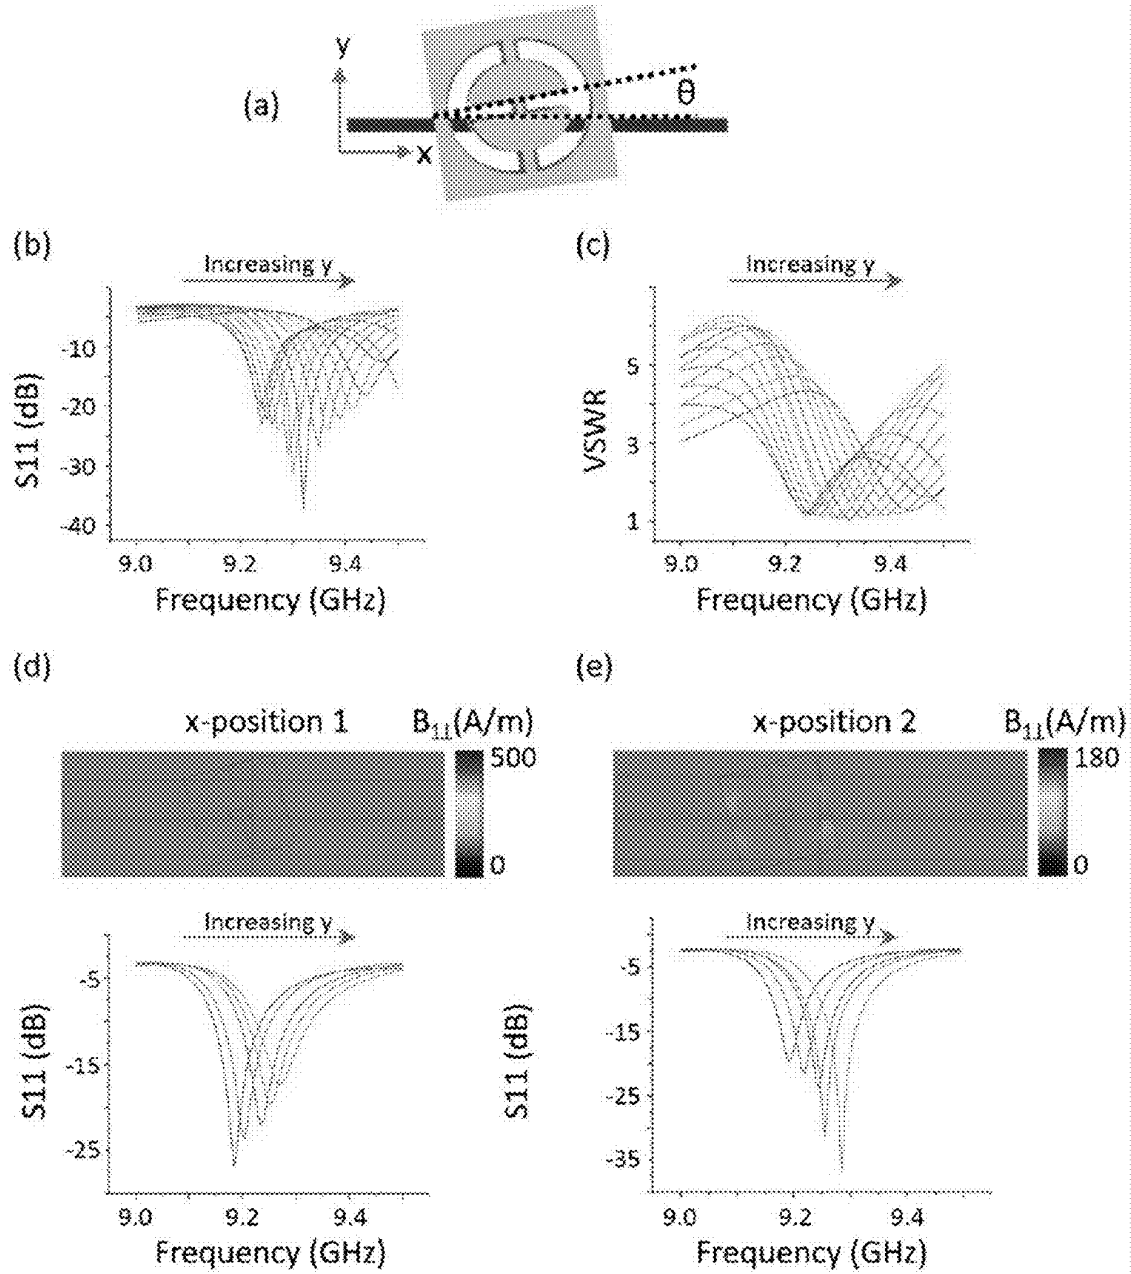 (a)
y
x
θ
(b)
Increasing y
S11 (dB)
-10
-20
-30
-40
9.0
9.2
9.4
Frequency (GHz)
(c)
Increasing y
VSWR
5
3
1
9.0
9.2
9.4
Frequency (GHz)
(d)
x-position 1
B1⊥(A/m)
500
0
Increasing y
S11 (dB)
-5
-15
-25
9.0
9.2
9.4
Frequency (GHz)
(e)
x-position 2
B1⊥(A/m)
180
0
Increasing y
S11 (dB)
-5
-15
-25
-35
9.0
9.2
9.4
Frequency (GHz)